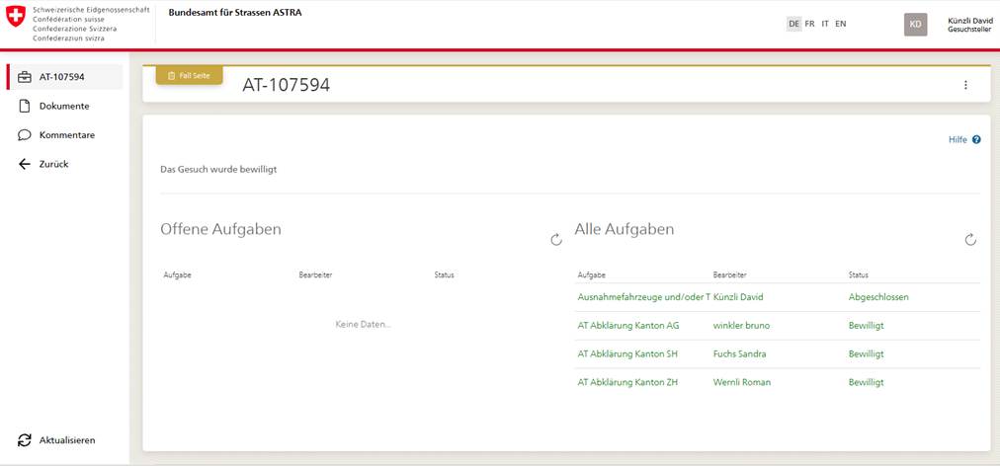 Schweizerische Eidgenossenschaft
Confédération suisse
Confederazione Svizzera
Confederaziun svizra
Bundesamt für Strassen ASTRA
DE FR IT EN
KD
Künzli David
Gesuchsteller
AT-107594
Dokumente
Kommentare
Zurück
Aktualisieren
Fall Seite
AT-107594
Hilfe
Das Gesuch wurde bewilligt
Offene Aufgaben
Aufgabe Bearbeiter Status
Keine Daten...
Alle Aufgaben
Aufgabe Bearbeiter Status
Ausnahmefahrzeuge und/oder T Künzli David Abgeschlossen
AT Abklärung Kanton AG winkler bruno Bewilligt
AT Abklärung Kanton SH Fuchs Sandra Bewilligt
AT Abklärung Kanton ZH Wernli Roman Bewilligt